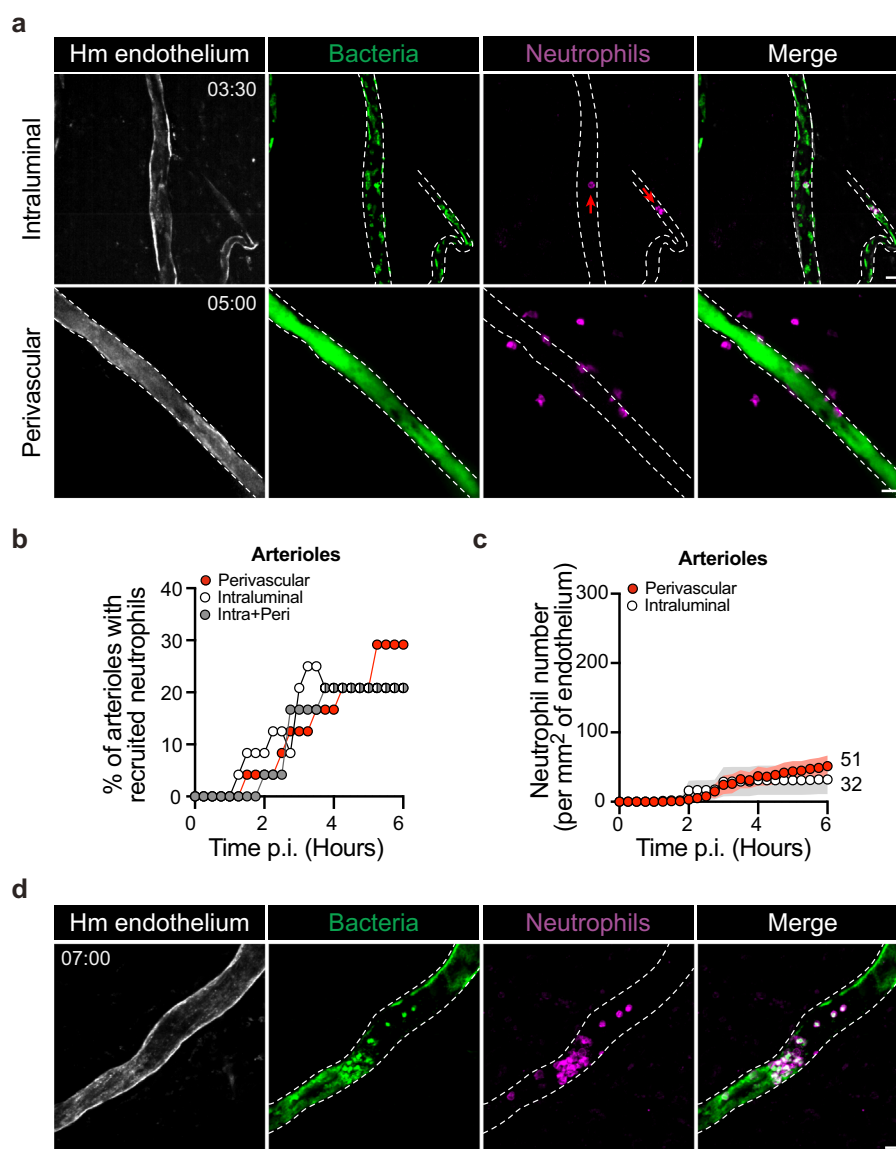 a
Hm endothelium Bacteria Neutrophils Merge
Intraluminal
03:30
Perivascular
05:00
b
Arterioles
Perivascular
Intraluminal
Intra+Peri
% of arterioles with
recruited neutrophils
40
30
20
10
0
0 2 4 6
Time p.i. (Hours)
c
Arterioles
Perivascular
Intraluminal
Neutrophil number
(per mm² of endothelium)
300
200
100
0
51
32
0 2 4 6
Time p.i. (Hours)
d
Hm endothelium Bacteria Neutrophils Merge
07:00